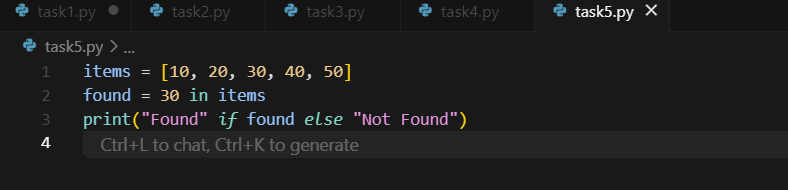 task1.py task2.py task3.py task4.py task5.py
task5.py > ...
1 items = [10, 20, 30, 40, 50]
2 found = 30 in items
3 print("Found" if found else "Not Found")
4 Ctrl+L to chat, Ctrl+K to generate